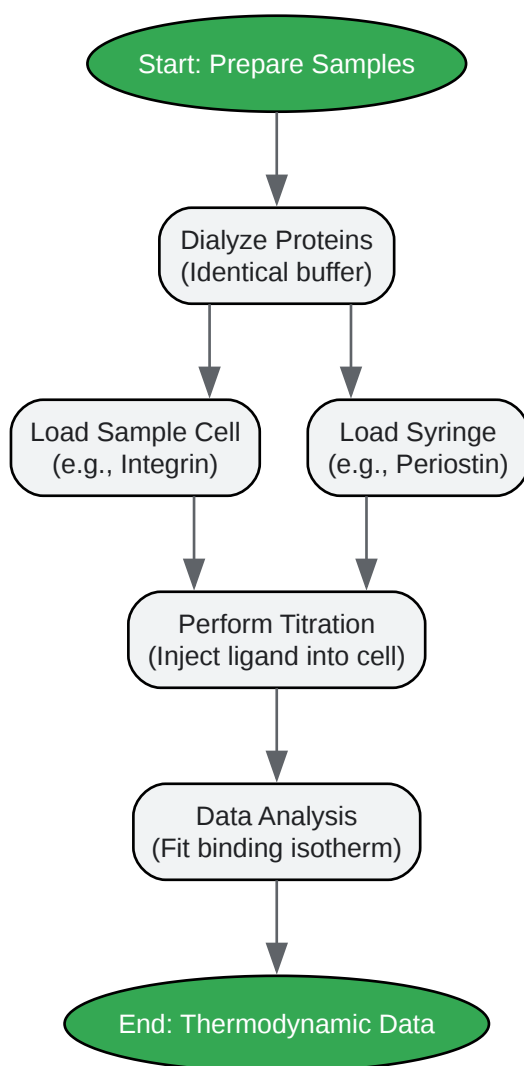 Start: Prepare Samples
Dialyze Proteins
(Identical buffer)
Load Sample Cell
(e.g., Integrin)
Load Syringe
(e.g., Periostin)
Perform Titration
(Inject ligand into cell)
Data Analysis
(Fit binding isotherm)
End: Thermodynamic Data